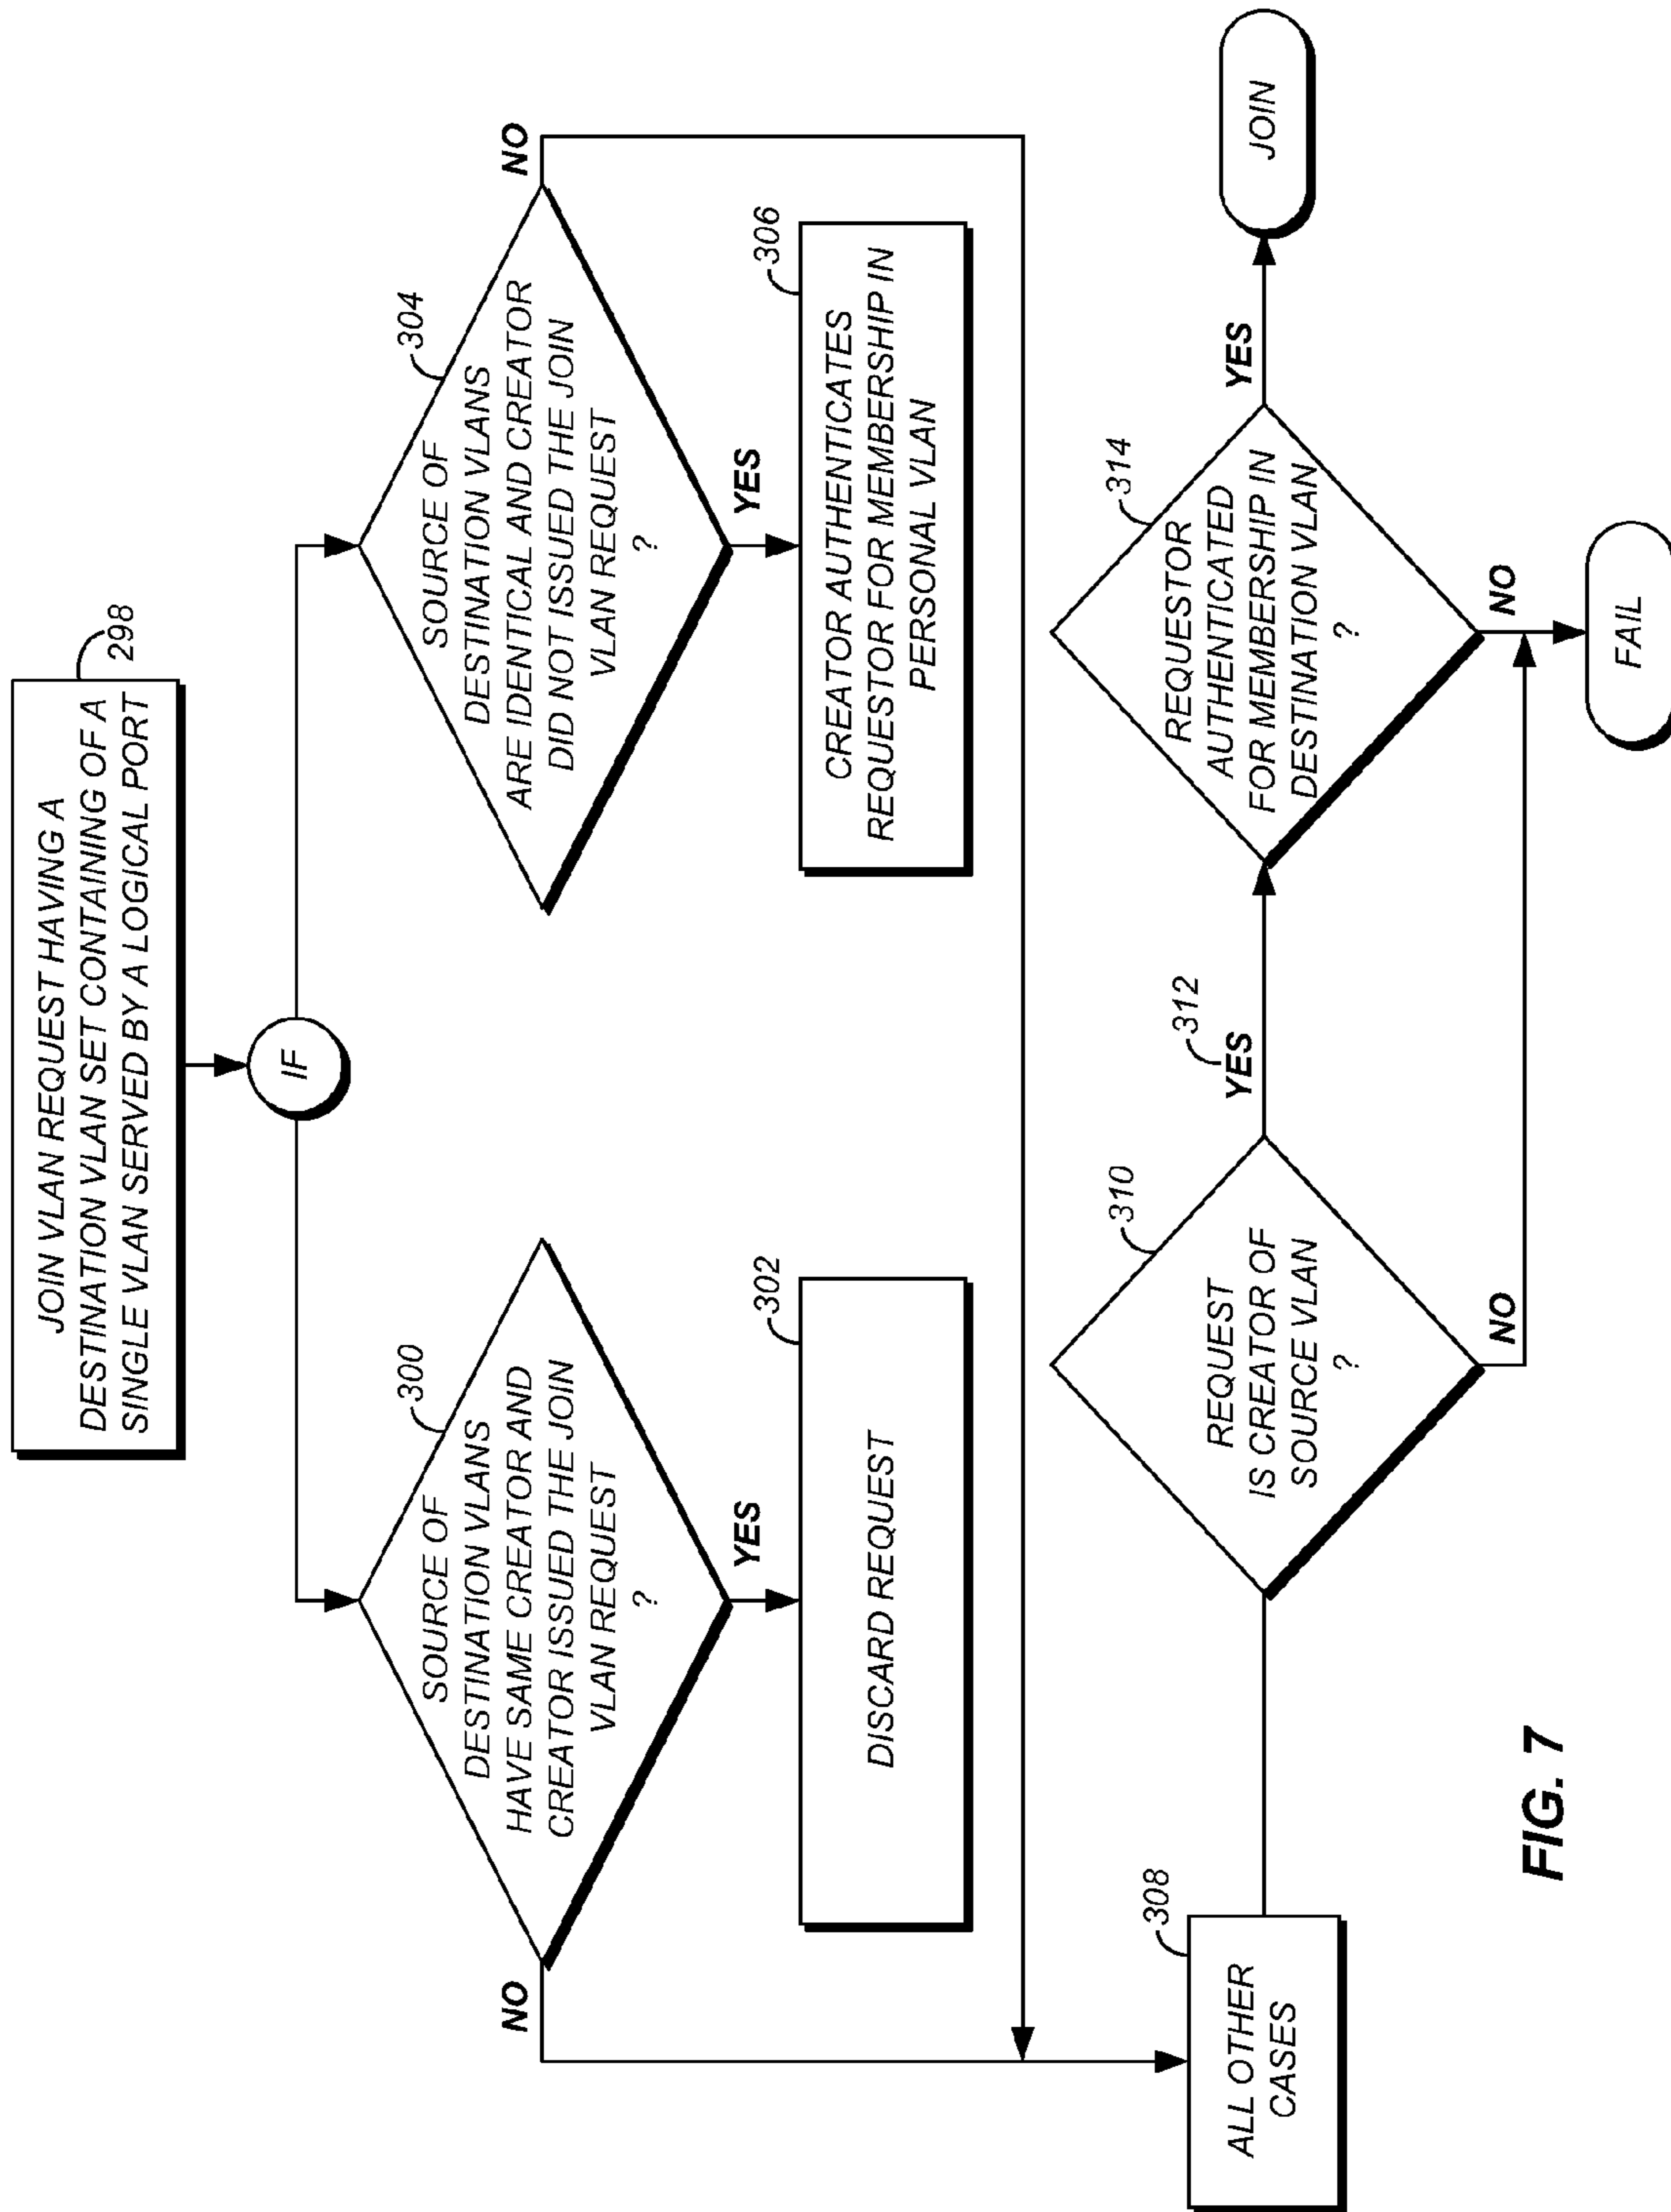 JOIN VLAN REQUEST HAVING A
DESTINATION VLAN SET CONTAINING OF A
SINGLE VLAN SERVED BY A LOGICAL PORT
298
IF
300
SOURCE OF
DESTINATION VLANS
HAVE SAME CREATOR AND
CREATOR ISSUED THE JOIN
VLAN REQUEST
?
NO
YES
302
DISCARD REQUEST
304
SOURCE OF
DESTINATION VLANS
ARE IDENTICAL AND CREATOR
DID NOT ISSUED THE JOIN
VLAN REQUEST
?
NO
YES
306
CREATOR AUTHENTICATES
REQUESTOR FOR MEMBERSHIP IN
PERSONAL VLAN
308
ALL OTHER
CASES
310
REQUEST
IS CREATOR OF
SOURCE VLAN
?
NO
312
YES
314
REQUESTOR
AUTHENTICATED
FOR MEMBERSHIP IN
DESTINATION VLAN
?
YES
JOIN
NO
FAIL
FIG. 7